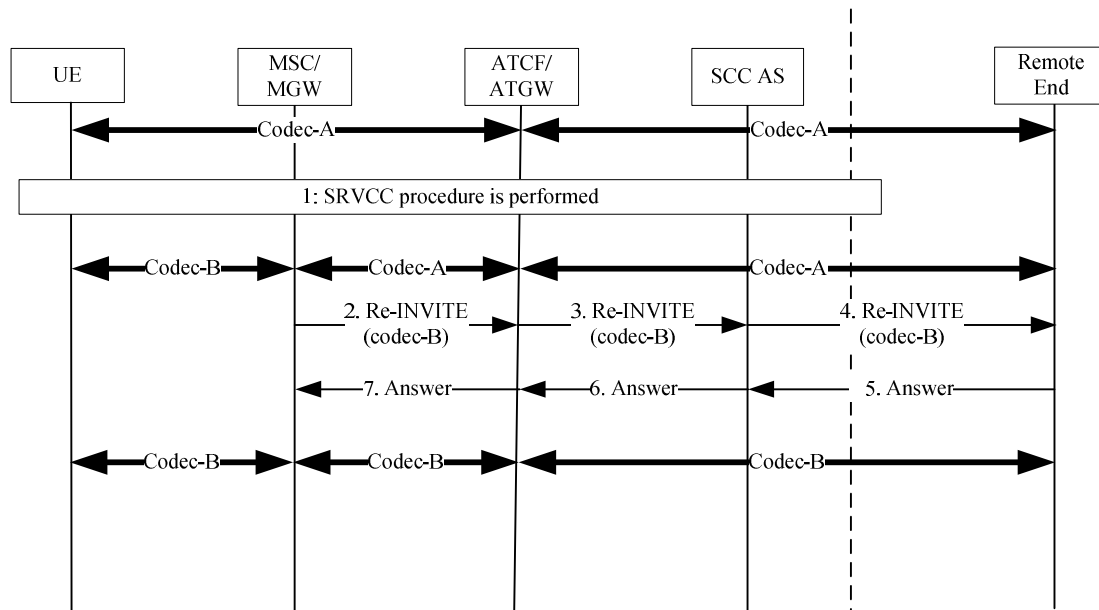 UE
MSC/
MGW
ATCF/
ATGW
SCC AS
Remote
End
Codec-A
Codec-A
1: SRVCC procedure is performed
Codec-B
Codec-A
Codec-A
2. Re-INVITE
(codec-B)
3. Re-INVITE
(codec-B)
4. Re-INVITE
(codec-B)
7. Answer
6. Answer
5. Answer
Codec-B
Codec-B
Codec-B